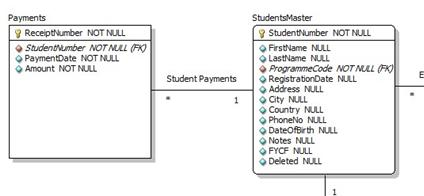 Payments
ReceiptNumber NOT NULL
StudentNumber NOT NULL (FK)
PaymentDate NOT NULL
Amount NOT NULL
Student Payments
*
1
StudentsMaster
StudentNumber NOT NULL
FirstName NULL
LastName NULL
ProgrammeCode NOT NULL (FK)
RegistrationDate NULL
Address NULL
City NULL
Country NULL
PhoneNo NULL
DateOfBirth NULL
Notes NULL
FYCF NULL
Deleted NULL
E
*
1